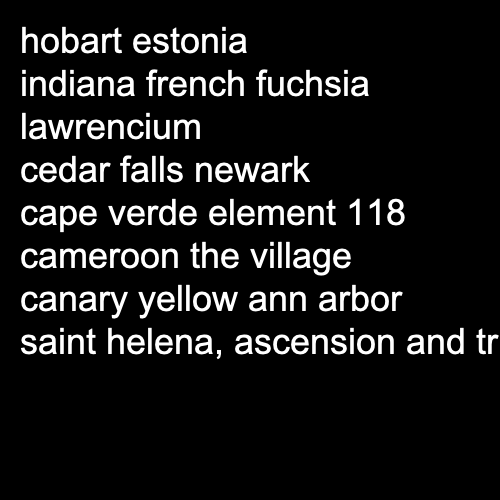 hobart estonia
indiana french fuchsia
lawrencium
cedar falls newark
cape verde element 118
cameroon the village
canary yellow ann arbor
saint helena, ascension and tr